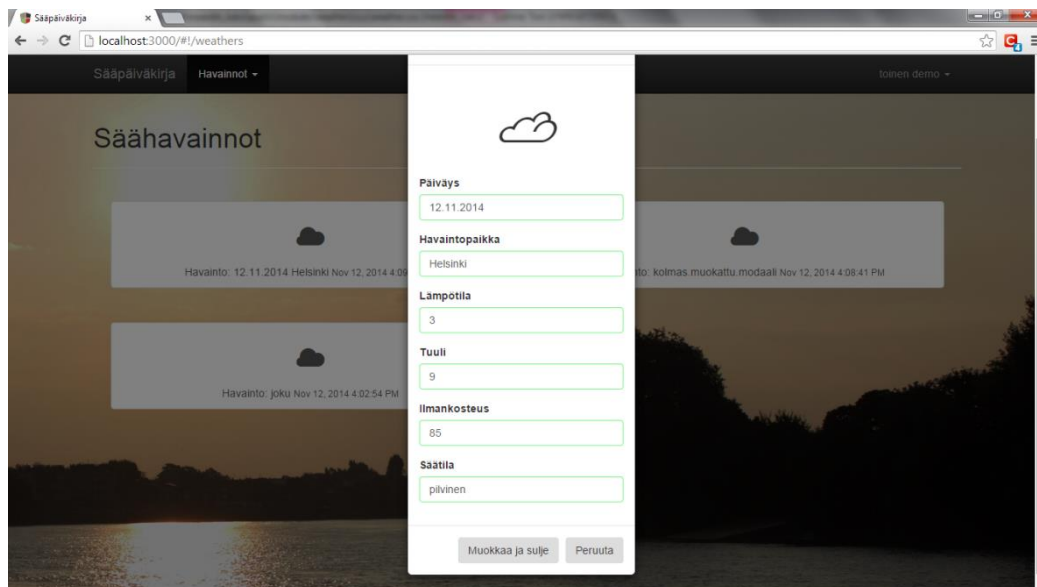 Sääpäiväkirja
localhost:3000/#!/weathers
Sääpäiväkirja
Havainnot
toinen demo
Säähavainnot
Havainto: 12.11.2014 Helsinki Nov 12, 2014 4:09
to: kolmas.muokattu.modaali Nov 12, 2014 4:08:41 PM
Havainto: joku Nov 12, 2014 4:02:54 PM
Päiväys
12.11.2014
Havaintopaikka
Helsinki
Lämpötila
3
Tuuli
9
Ilmankosteus
85
Säätila
pilvinen
Muokkaa ja sulje
Peruuta